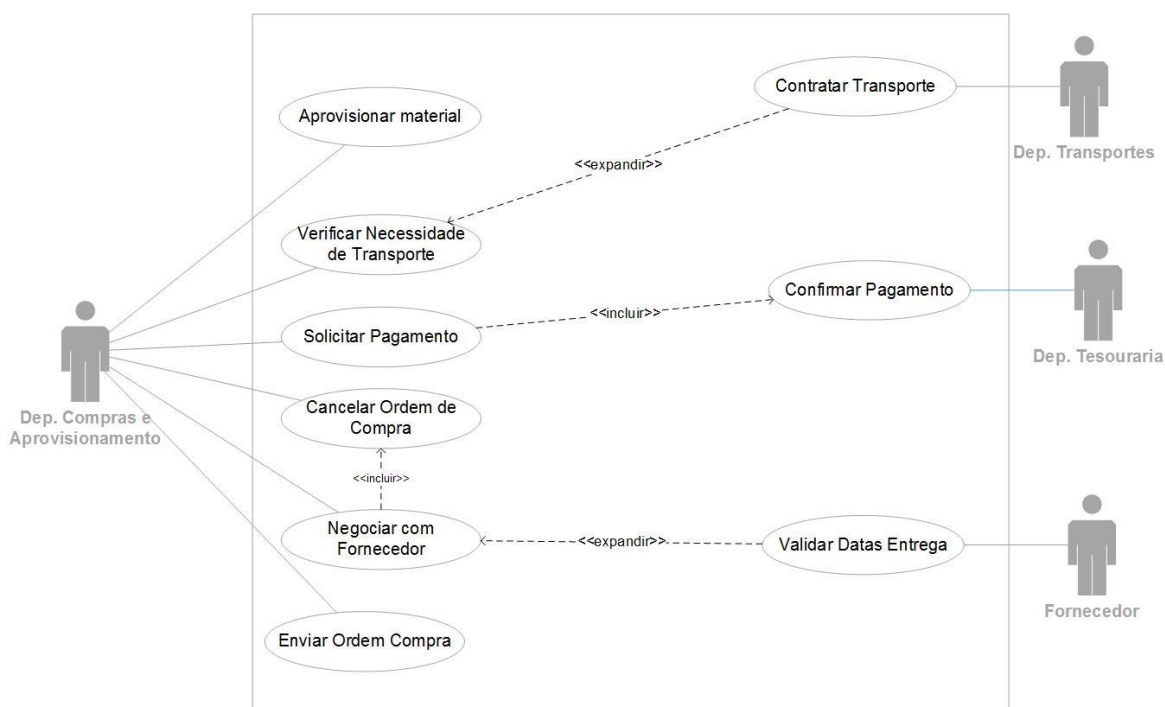 Contratar Transporte
Dep. Transportes
Aprovisionar material
<<expandir>>
Verificar Necessidade
de Transporte
Confirmar Pagamento
<<incluir>>
Solicitar Pagamento
Dep. Tesouraria
Dep. Compras e
Aprovisionamento
Cancelar Ordem de
Compra
<<incluir>>
Negociar com
Fornecedor
<<expandir>>
Validar Datas Entrega
Fornecedor
Enviar Ordem Compra